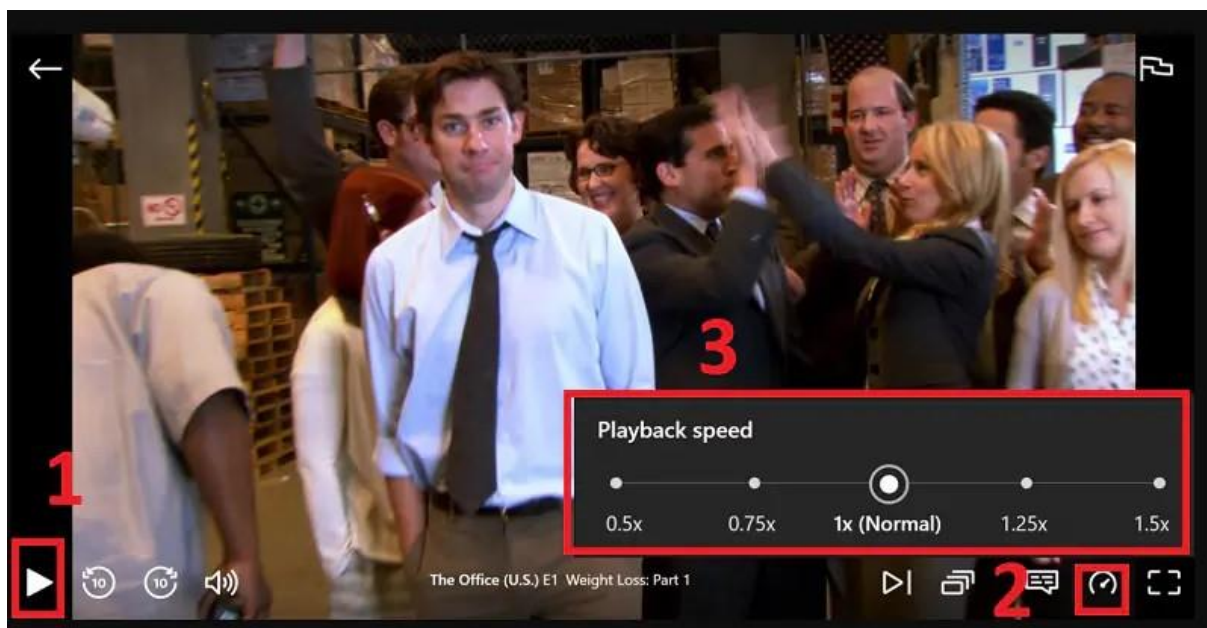 3
Playback speed
0.5x 0.75x 1x (Normal) 1.25x 1.5x
1
10 10 The Office (U.S.) E1 Weight Loss: Part 1
2